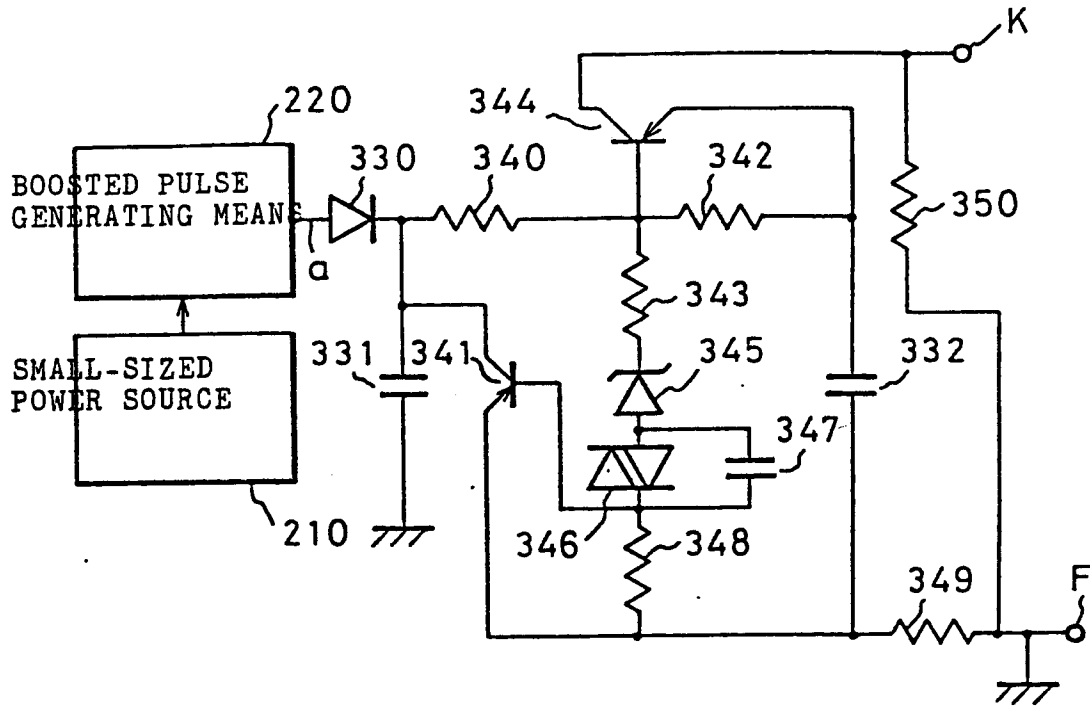 K
220
344
330
340
342
BOOSTED PULSE
GENERATING MEANS
350
a
343
331
341
345
332
SMALL-SIZED
POWER SOURCE
347
210
346
348
349
F